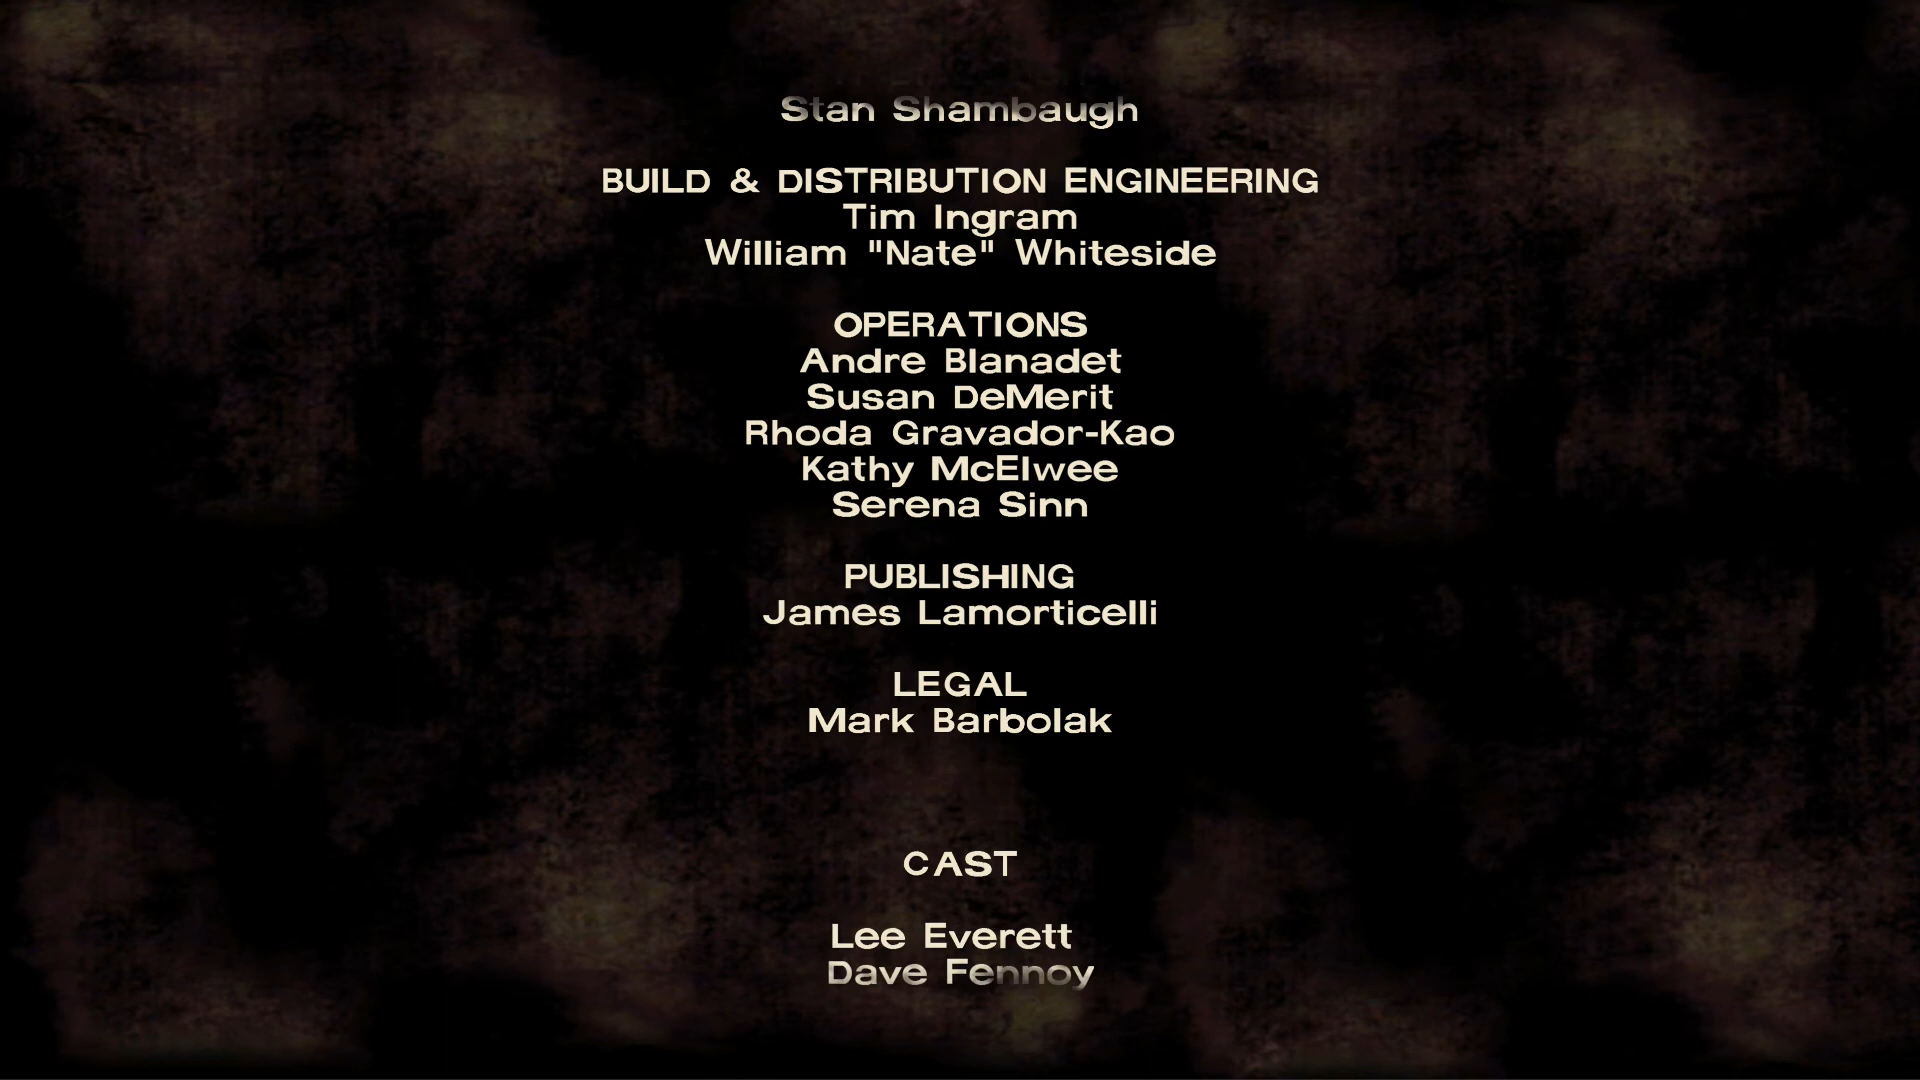 Stan Shambaugh
BUILD & DISTRIBUTION ENGINEERING
Tim Ingram
William "Nate" Whiteside
OPERATIONS
Andre Blanadet
Susan DeMerit
Rhoda Gravador-Kao
Kathy McElwee
Serena Sinn
PUBLISHING
James Lamorticelli
LEGAL
Mark Barbolak
CAST
Lee Everett
Dave Fennoy